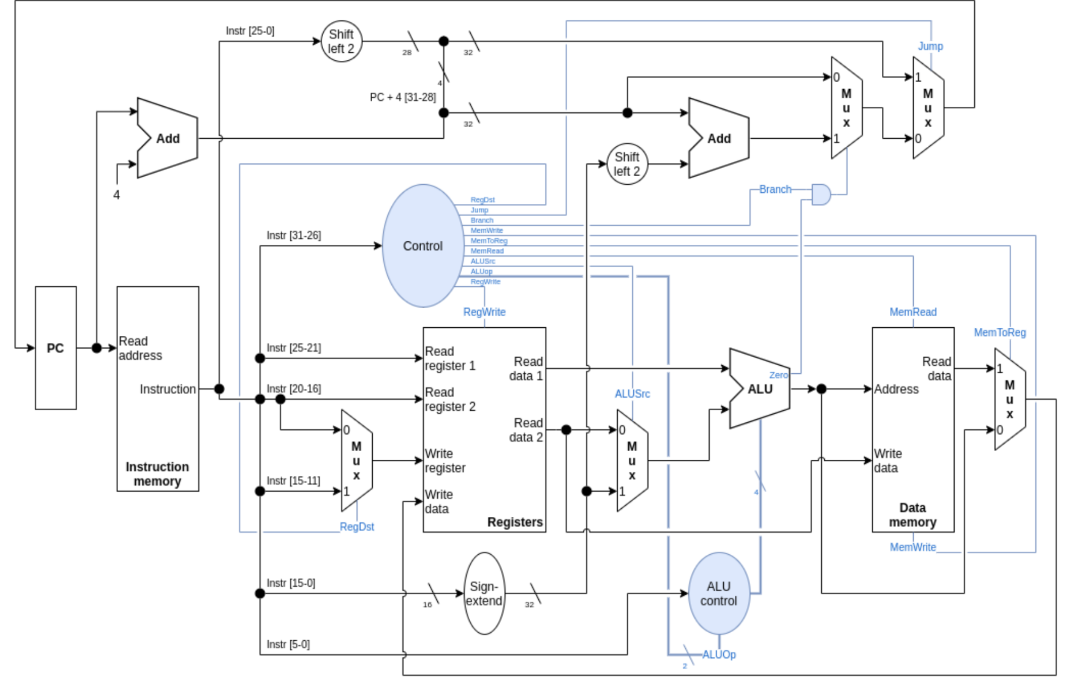 Instr [25-0]
Shift
left 2
28
32
Jump
4
PC + 4 [31-28]
32
0
M
u
x
1
1
M
u
x
0
Add
4
Add
Shift
left 2
Branch
Control
RegDst
Jump
Branch
MemWrite
MemToReg
MemRead
ALUSrc
ALUop
RegWrite
Instr [31-26]
RegWrite
MemRead
MemToReg
PC
Read
address
Instruction
Instruction
memory
Instr [25-21]
Instr [20-16]
Instr [15-11]
0
M
u
x
1
RegDst
Read
register 1
Read
register 2
Write
register
Write
data
Read
data 1
Read
data 2
Registers
ALUSrc
0
M
u
x
1
Zero
ALU
4
Address
Write
data
Read
data
Data
memory
MemWrite
1
M
u
x
0
Instr [15-0]
16
Sign-
extend
32
ALU
control
Instr [5-0]
2
ALUOp